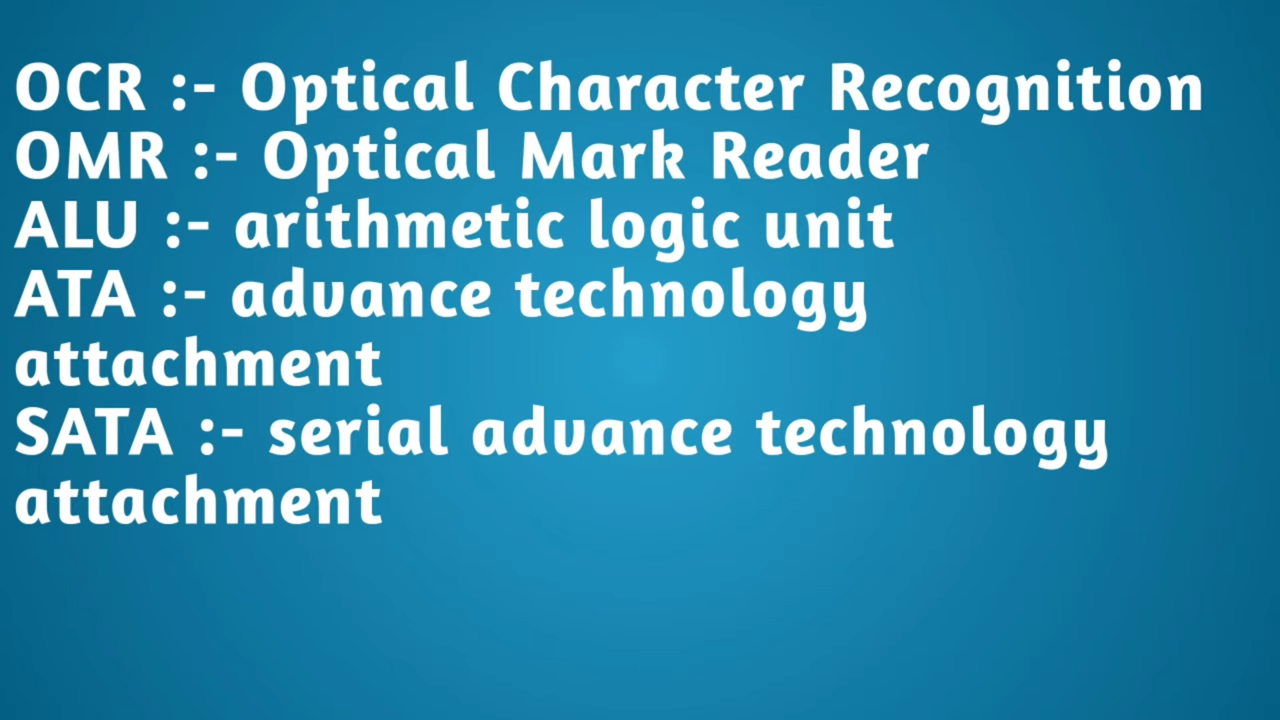 OCR :- Optical Character Recognition
OMR :- Optical Mark Reader
ALU :- arithmetic logic unit
ATA :- advance technology
attachment
SATA :- serial advance technology
attachment